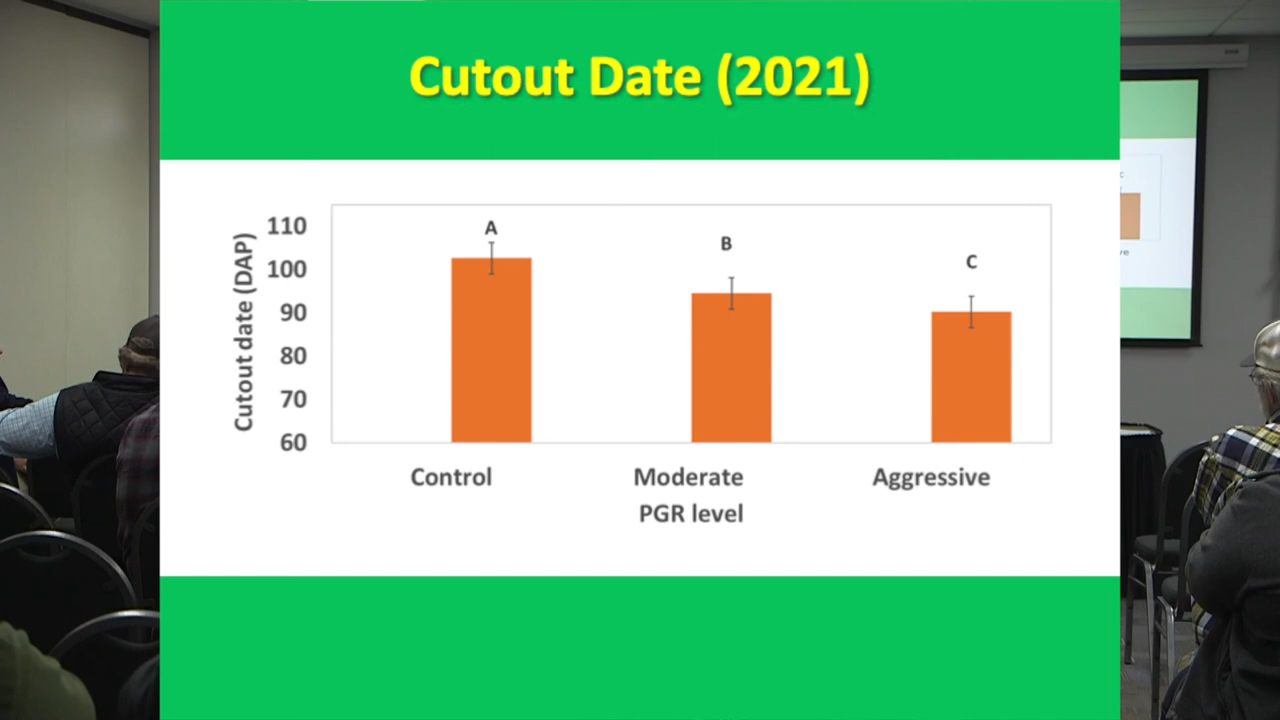 Cutout Date (2021)
Cutout date (DAP)
110
100
90
80
70
60
A
B
C
Control
Moderate
Aggressive
PGR level